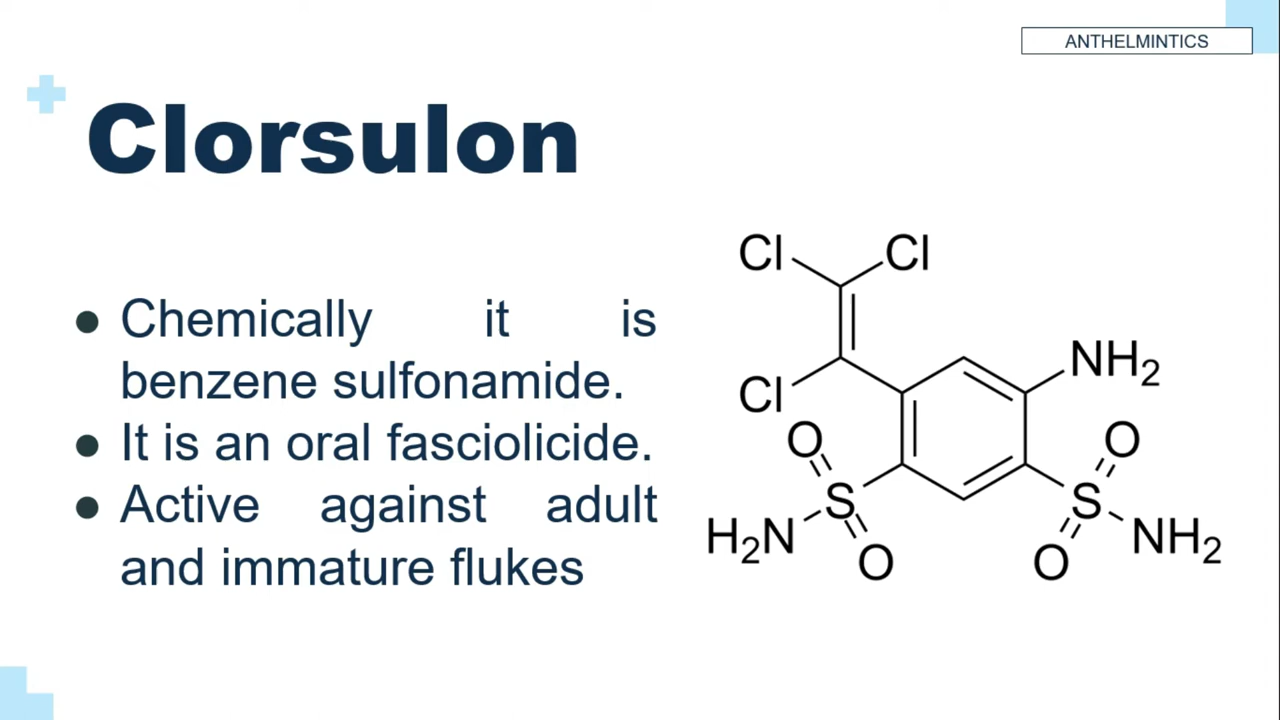 ANTHELMINTICS
Clorsulon
● Chemically it is
benzene sulfonamide.
● It is an oral fasciolicide.
● Active against adult
and immature flukes
Cl Cl
NH₂
Cl
O O
S S
H₂N NH₂
O O